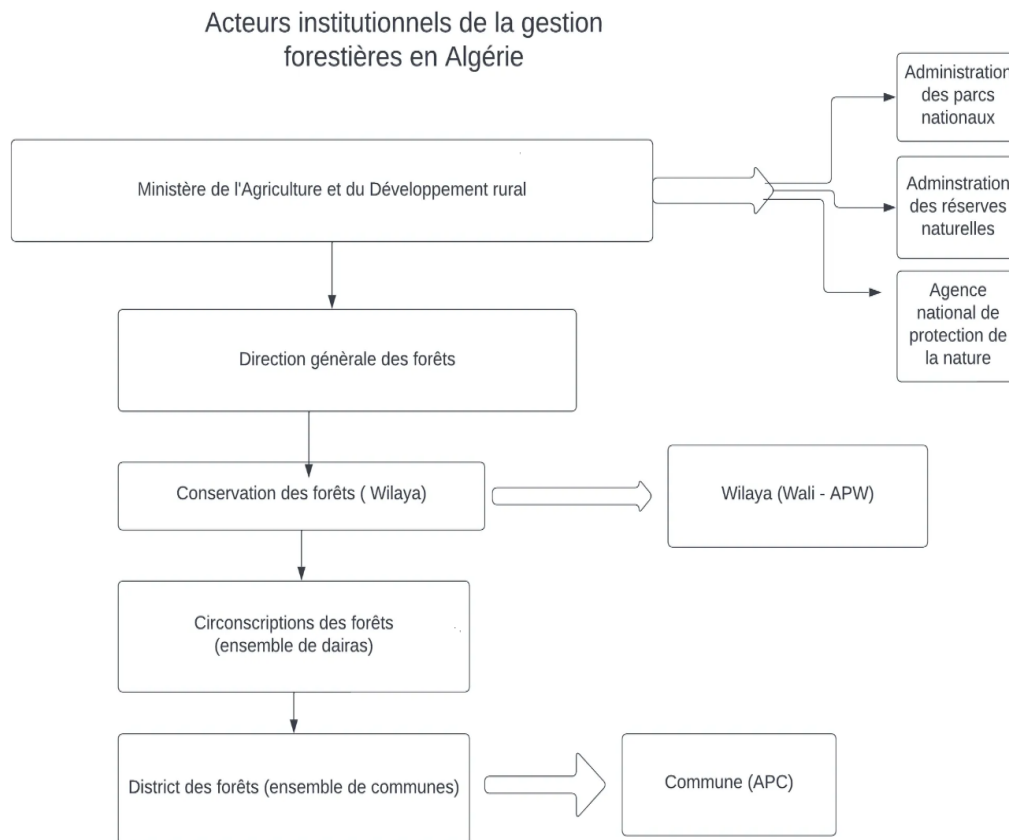 Acteurs institutionnels de la gestion
forestières en Algérie
Administration
des parcs
nationaux
Ministère de l'Agriculture et du Développement rural
Adminstration
des réserves
naturelles
Agence
national de
protection de
la nature
Direction génèrale des forêts
Conservation des forêts ( Wilaya)
Wilaya (Wali - APW)
Circonscriptions des forêts
(ensemble de dairas)
District des forêts (ensemble de communes)
Commune (APC)